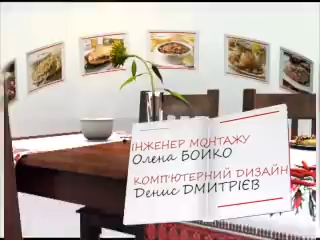 ІНЖЕНЕР МОНТАЖУ
Олена БОЙКО
КОМП'ЮТЕРНИЙ ДИЗАЙН
Денис ДМИТРІЄВ